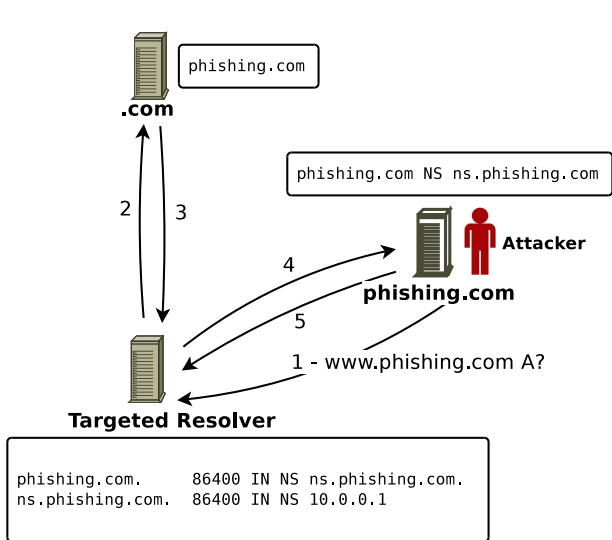 phishing.com
.com
phishing.com NS ns.phishing.com
2
3
Attacker
4
phishing.com
5
1 - www.phishing.com A?
Targeted Resolver
phishing.com. 86400 IN NS ns.phishing.com.
ns.phishing.com. 86400 IN NS 10.0.0.1